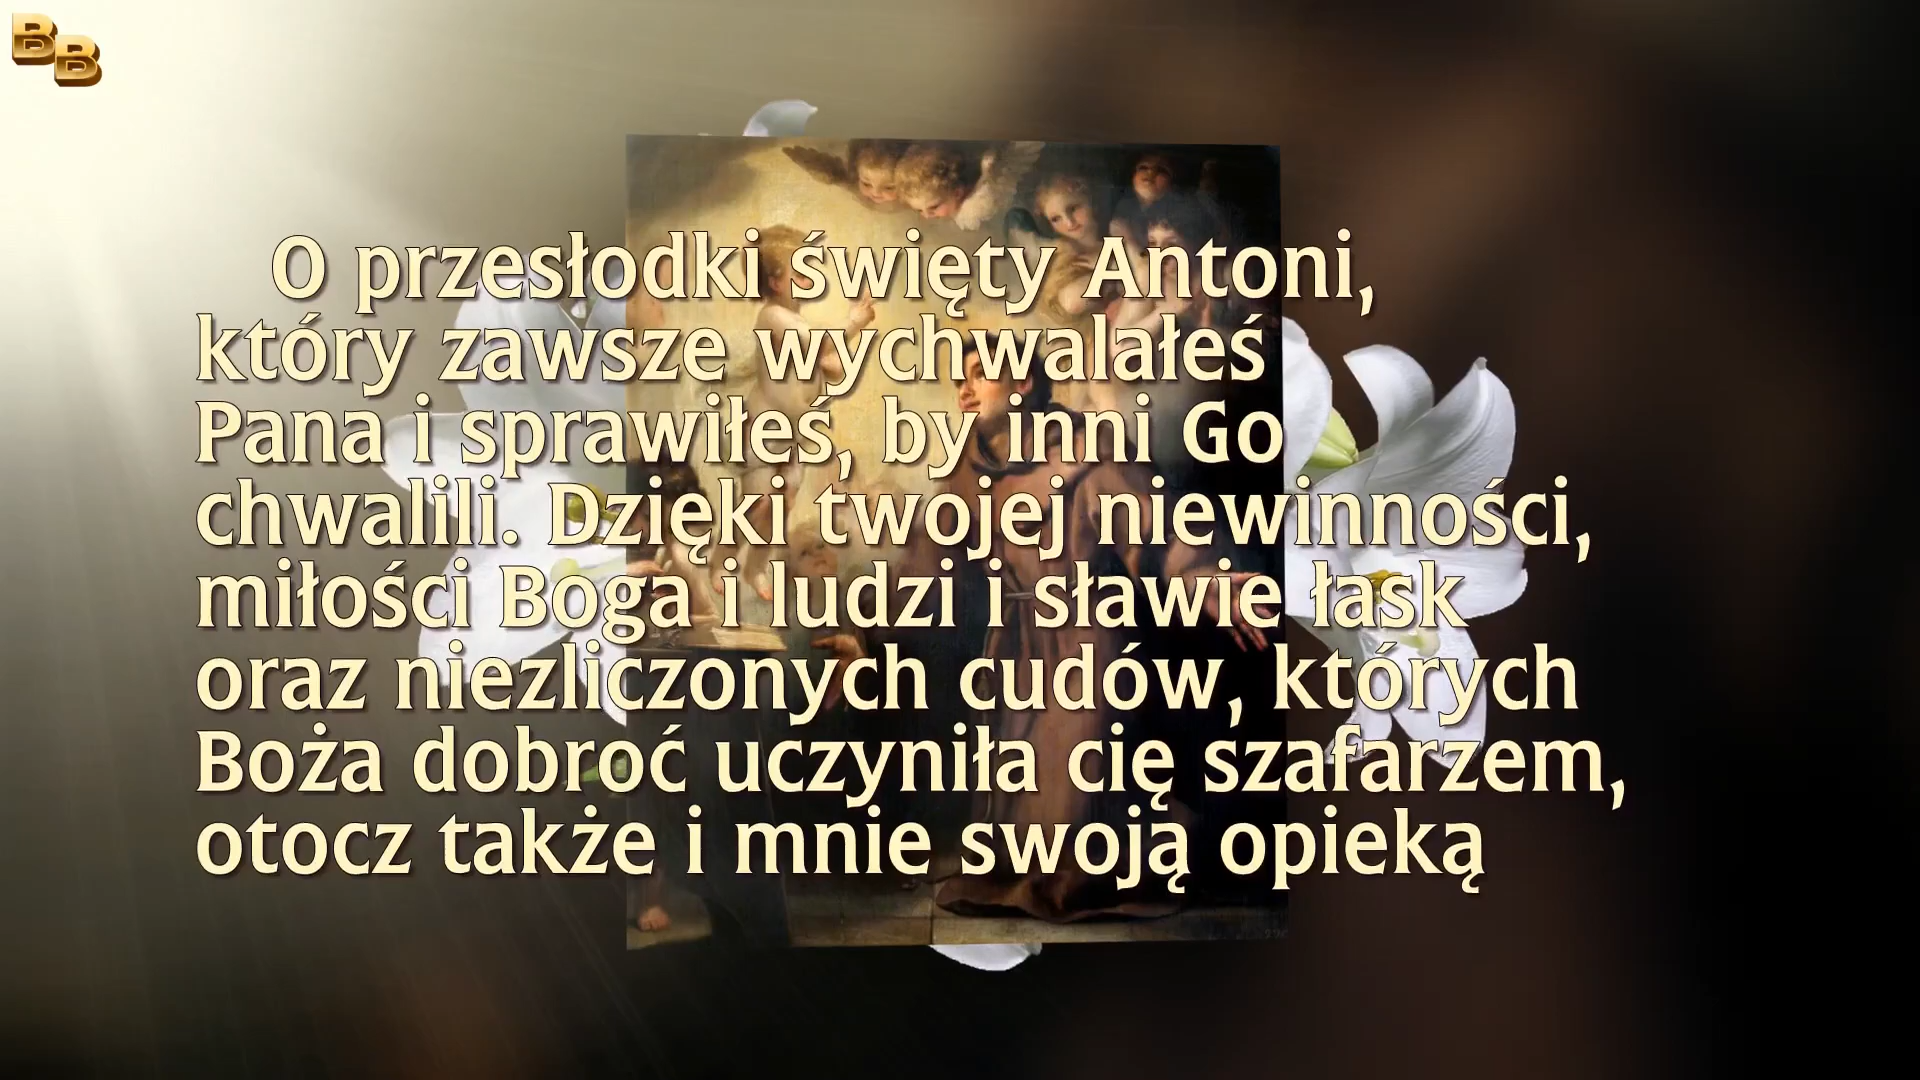 BB
O przesłodki święty Antoni,
który zawsze wychwalałeś
Pana i sprawiłeś, by inni Go
chwalili. Dzięki twojej niewinności,
miłości Boga i ludzi i sławie łask
oraz niezliczonych cudów, których
Boża dobroć uczyniła cię szafarzem,
otocz także i mnie swoją opieką